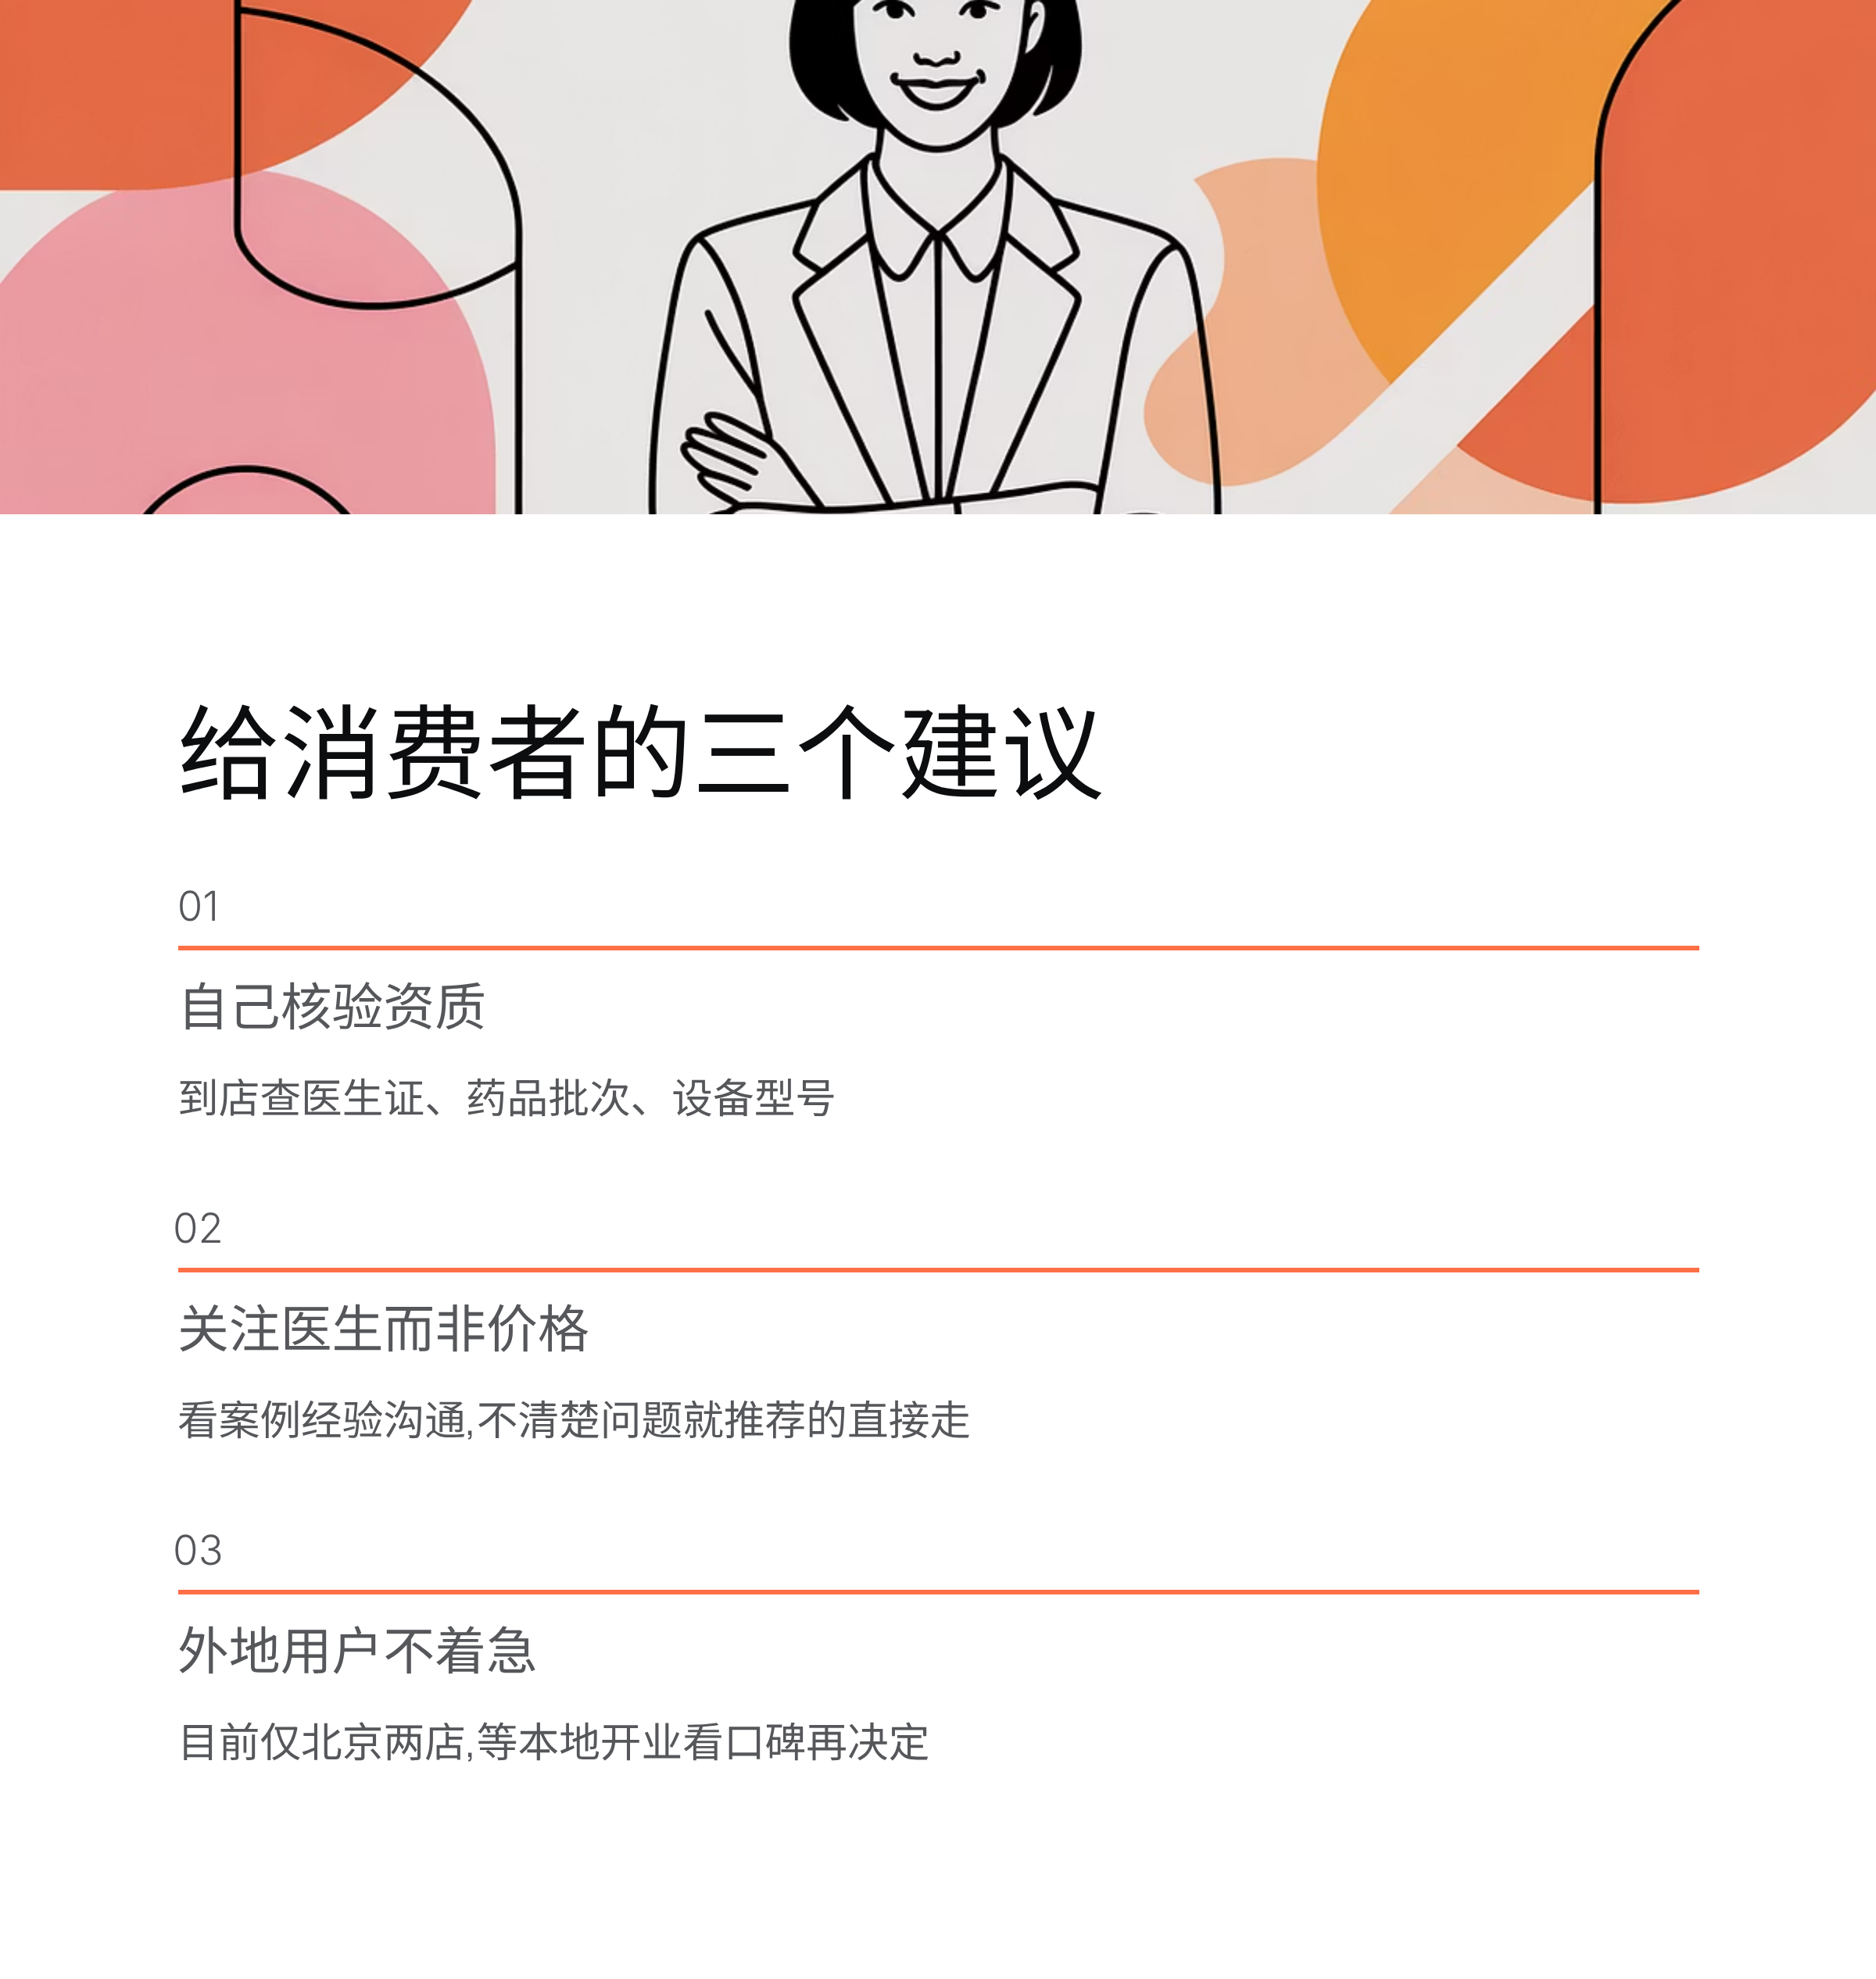 给消费者的三个建议
01
自己核验资质
到店查医生证、药品批次、设备型号
02
关注医生而非价格
看案例经验沟通,不清楚问题就推荐的直接走
03
外地用户不着急
目前仅北京两店,等本地开业看口碑再决定